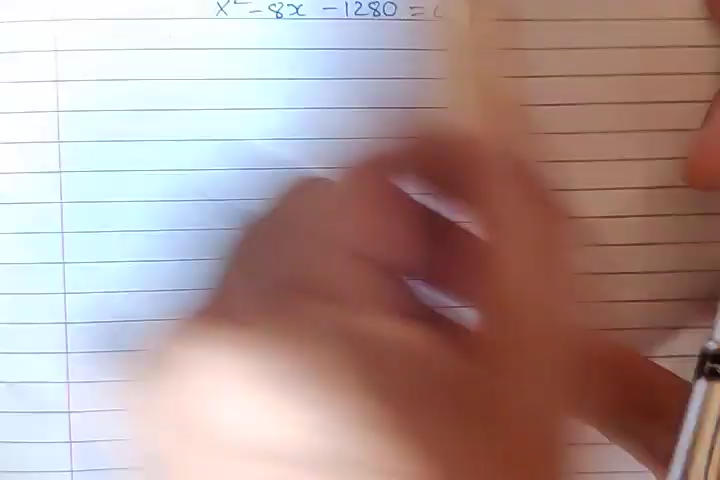 x² - 8x - 1280 =